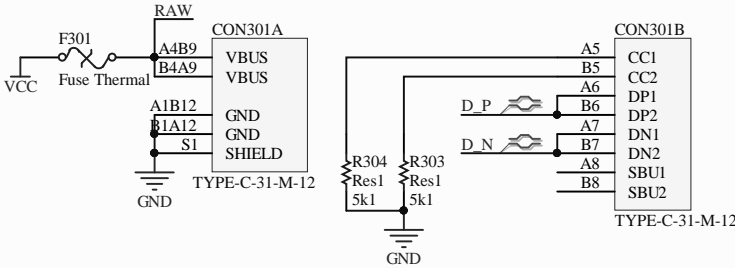 RAW
CON301A
F301
A4B9
VBUS
B4A9
VBUS
VCC
Fuse Thermal
A1B12
GND
B1A12
GND
S1
SHIELD
TYPE-C-31-M-12
GND
CON301B
A5
CC1
B5
CC2
A6
DP1
D_P
B6
DP2
A7
DN1
D_N
B7
DN2
A8
SBU1
B8
SBU2
TYPE-C-31-M-12
R304
Res1
5k1
R303
Res1
5k1
GND